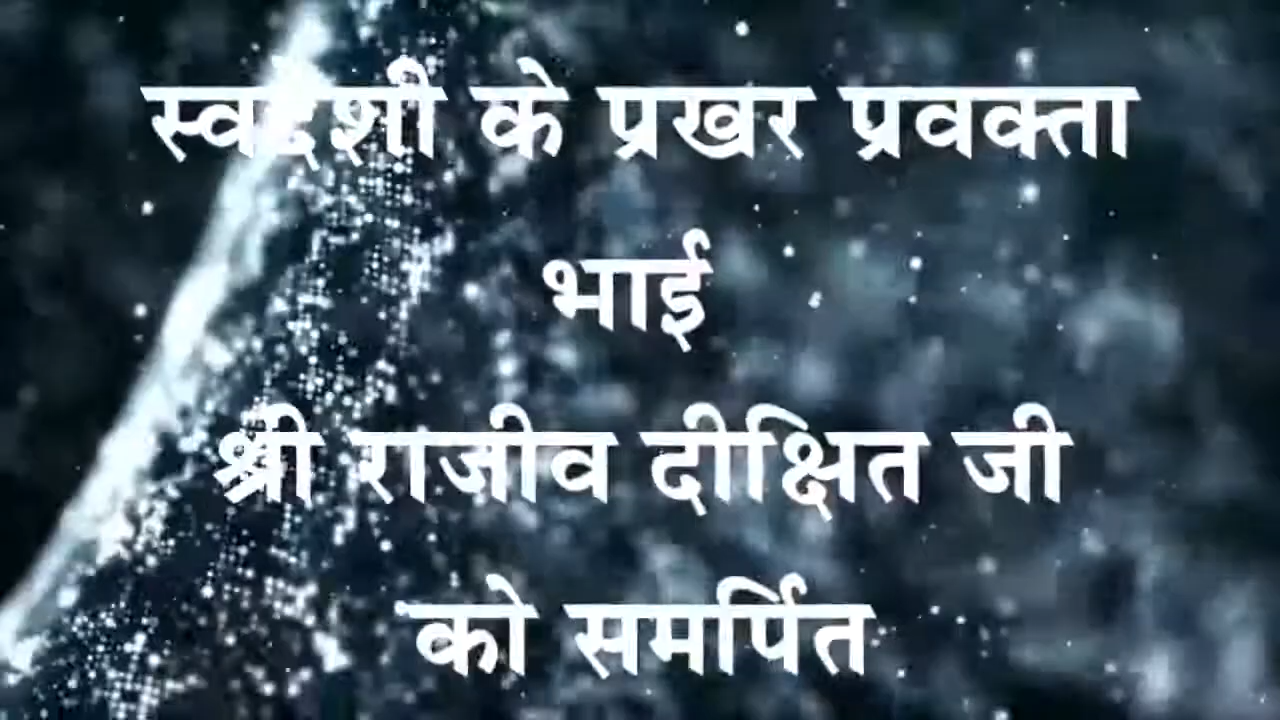 स्वदेशी के प्रखर प्रवक्ता
भाई
श्री राजीव दीक्षित जी
को समर्पित